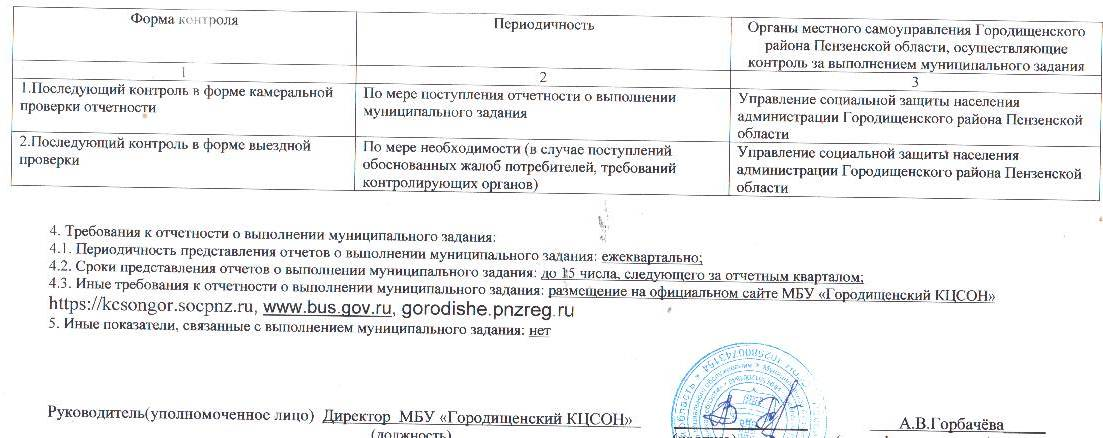 Форма контроля
Периодичность
Органы местного самоуправления Городищенского
района Пензенской области, осуществляющие
контроль за выполнением муниципального задания
1
2
3
1.Последующий контроль в форме камеральной
проверки отчетности
По мере поступления отчетности о выполнении
муниципального задания
Управление социальной защиты населения
администрации Городищенского района Пензенской
области
2.Последующий контроль в форме выездной
проверки
По мере необходимости (в случае поступлений
обоснованных жалоб потребителей, требований
контролирующих органов)
Управление социальной защиты населения
администрации Городищенского района Пензенской
области
4. Требования к отчетности о выполнении муниципального задания:
4.1. Периодичность представления отчетов о выполнении муниципального задания: ежеквартально;
4.2. Сроки представления отчетов о выполнении муниципального задания: до 15 числа, следующего за отчетным кварталом;
4.3. Иные требования к отчетности о выполнении муниципального задания: размещение на официальном сайте МБУ «Городищенский КЦСОН»
https://kcsongor.socpnz.ru, www.bus.gov.ru, gorodishe.pnzreg.ru
5. Иные показатели, связанные с выполнением муниципального задания: нет
Руководитель(уполномоченное лицо) Директор МБУ «Городищенский КЦСОН» А.В.Горбачёва
(должность)